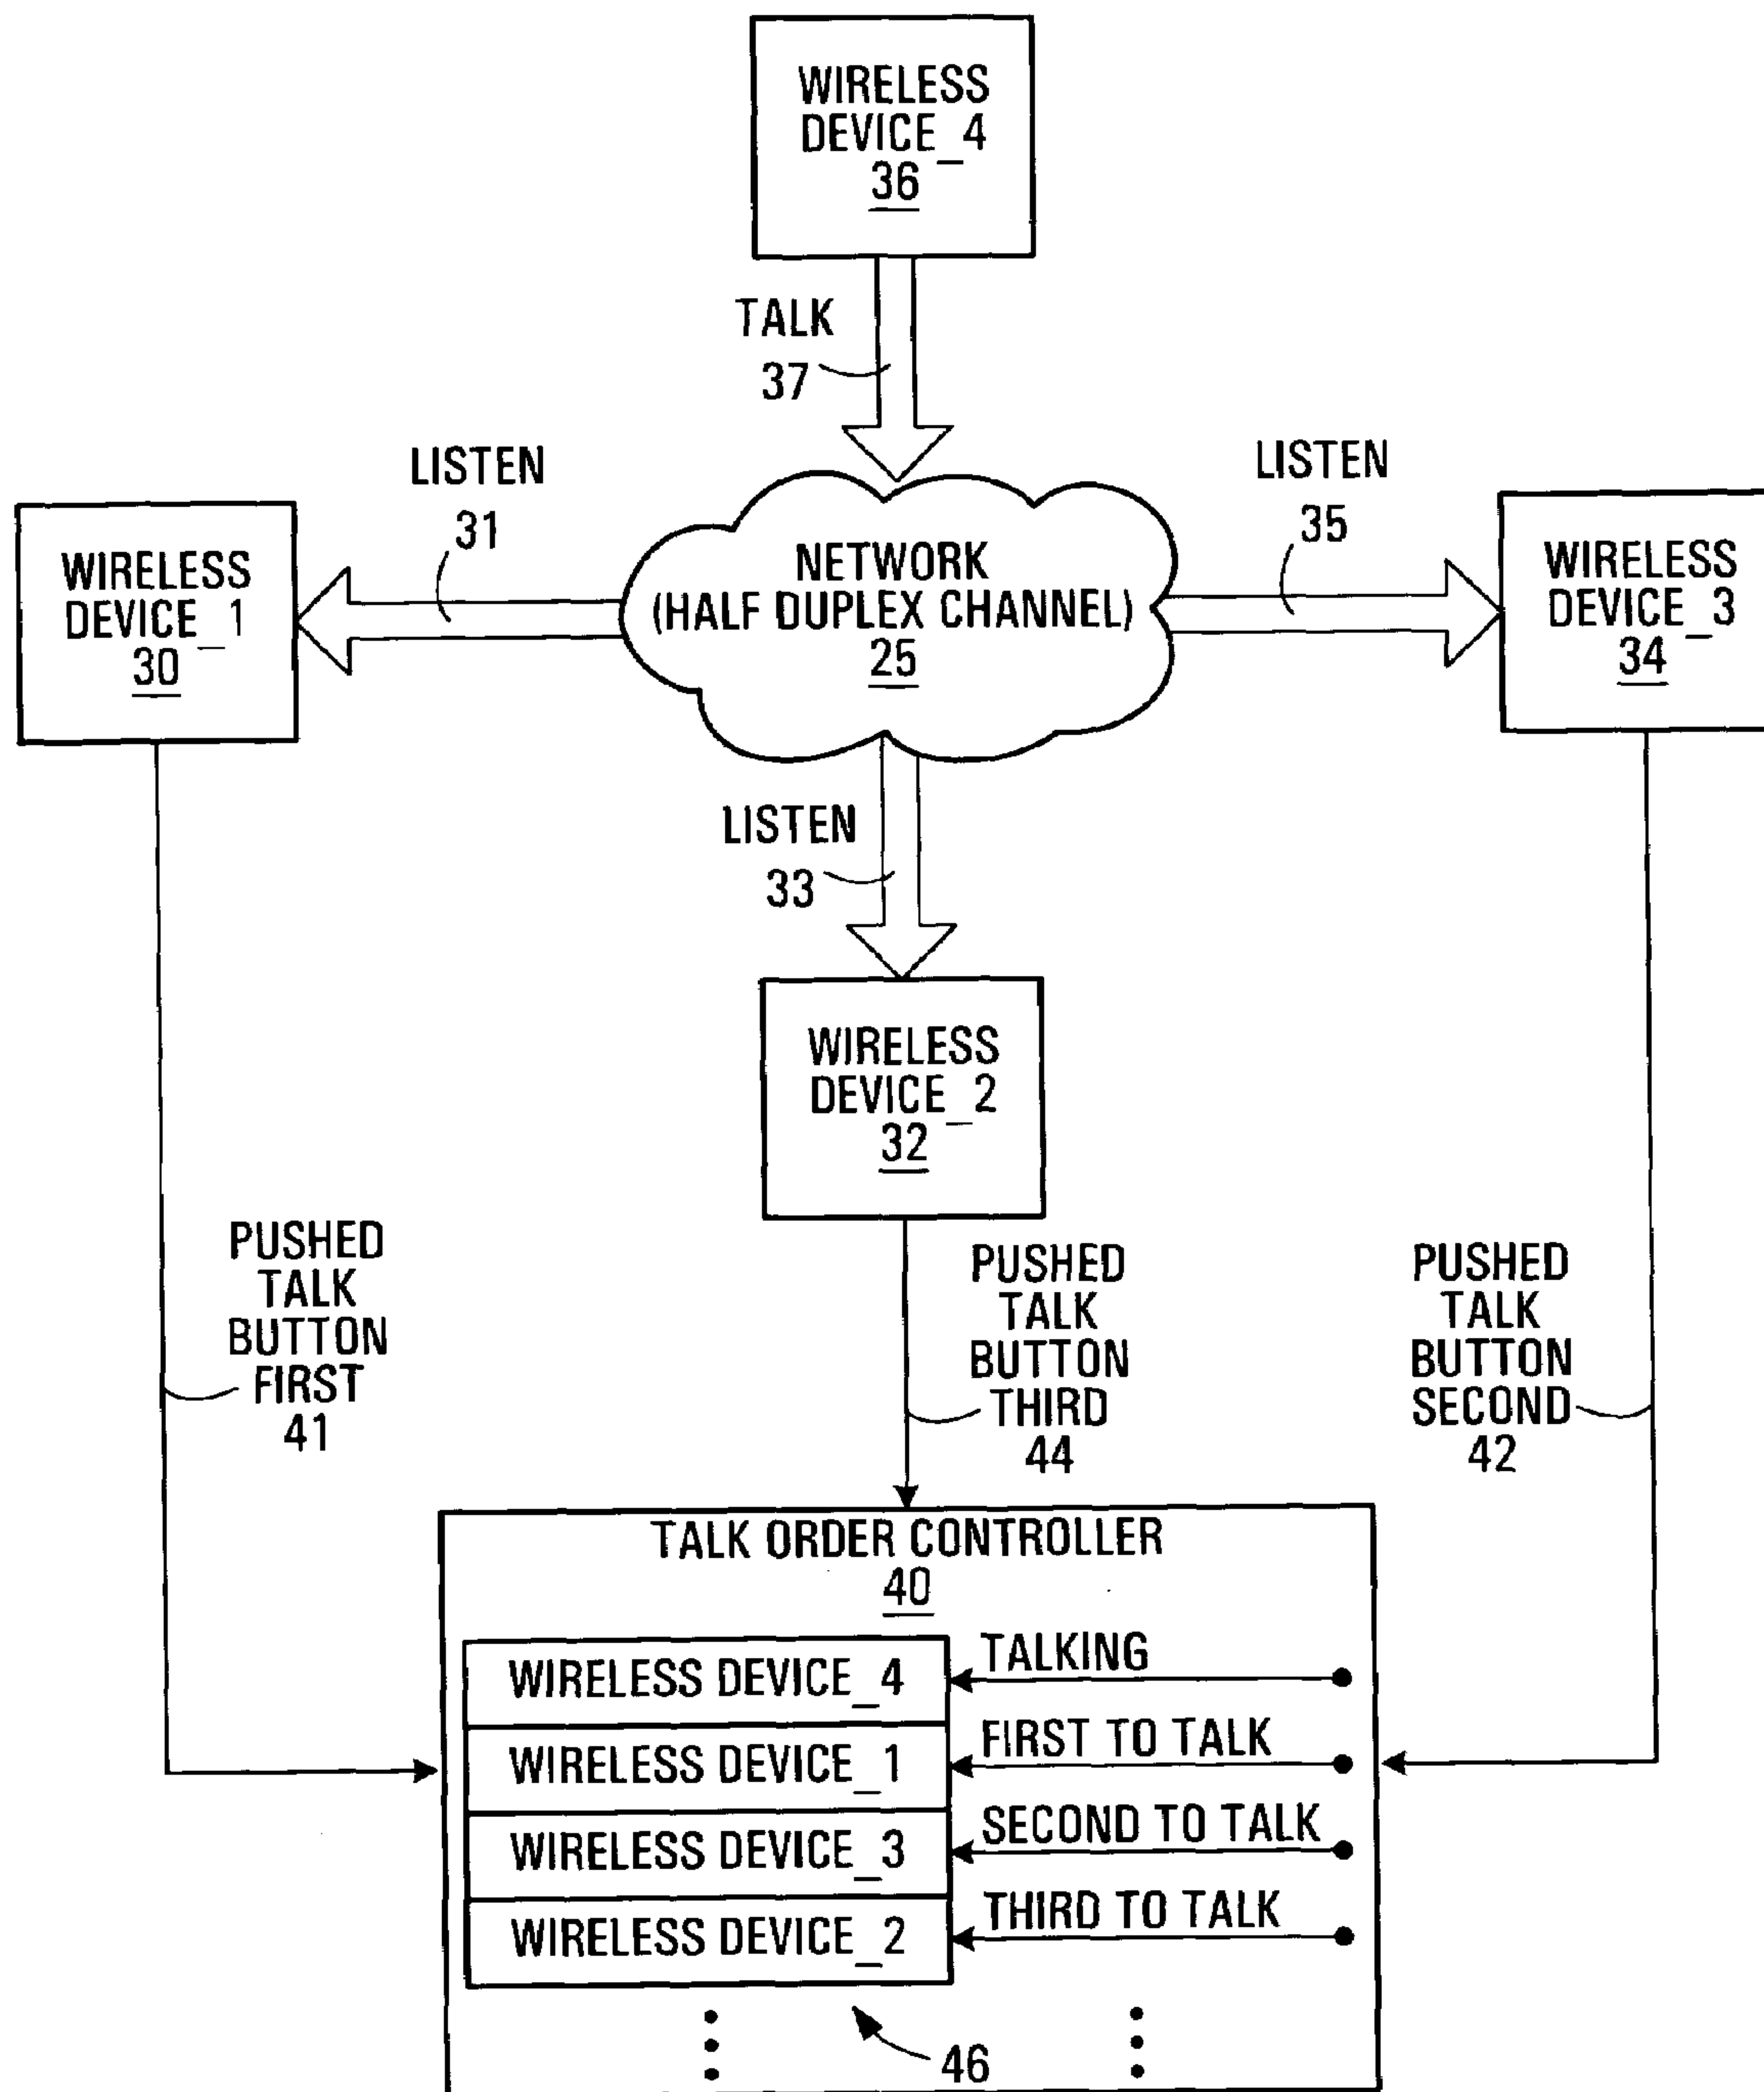 WIRELESS
DEVICE_4
36
TALK
37
LISTEN
31
LISTEN
35
WIRELESS
DEVICE_1
30
NETWORK
(HALF DUPLEX CHANNEL)
25
WIRELESS
DEVICE_3
34
LISTEN
33
WIRELESS
DEVICE_2
32
PUSHED
TALK
BUTTON
FIRST
41
PUSHED
TALK
BUTTON
THIRD
44
PUSHED
TALK
BUTTON
SECOND
42
TALK ORDER CONTROLLER
40
WIRELESS DEVICE_4
TALKING
WIRELESS DEVICE_1
FIRST TO TALK
WIRELESS DEVICE_3
SECOND TO TALK
WIRELESS DEVICE_2
THIRD TO TALK
46